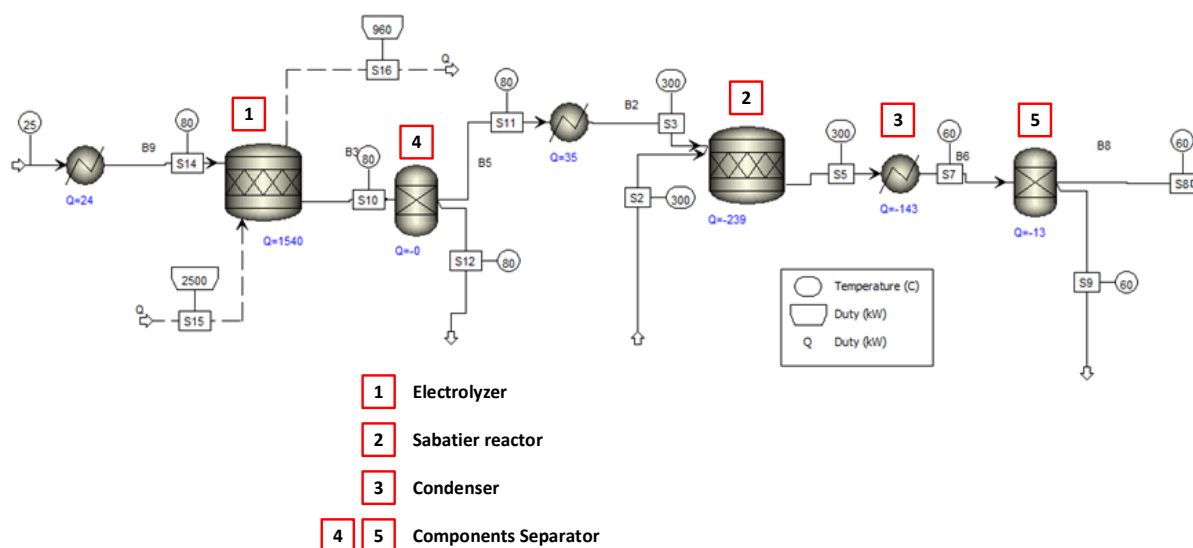 960
S16
Q
25
80
B9
S14
1
Q=24
Q=1540
2500
Q
S15
B3
80
S10
4
Q=-0
B5
S12
80
80
S11
Q=35
B2
300
S3
2
S2
300
Q=-239
300
S5
3
Q=-143
60
S7
B6
5
Q=-13
B8
60
S8
S9
60
Temperature (C)
Duty (kW)
Q Duty (kW)
1 Electrolyzer
2 Sabatier reactor
3 Condenser
4 5 Components Separator